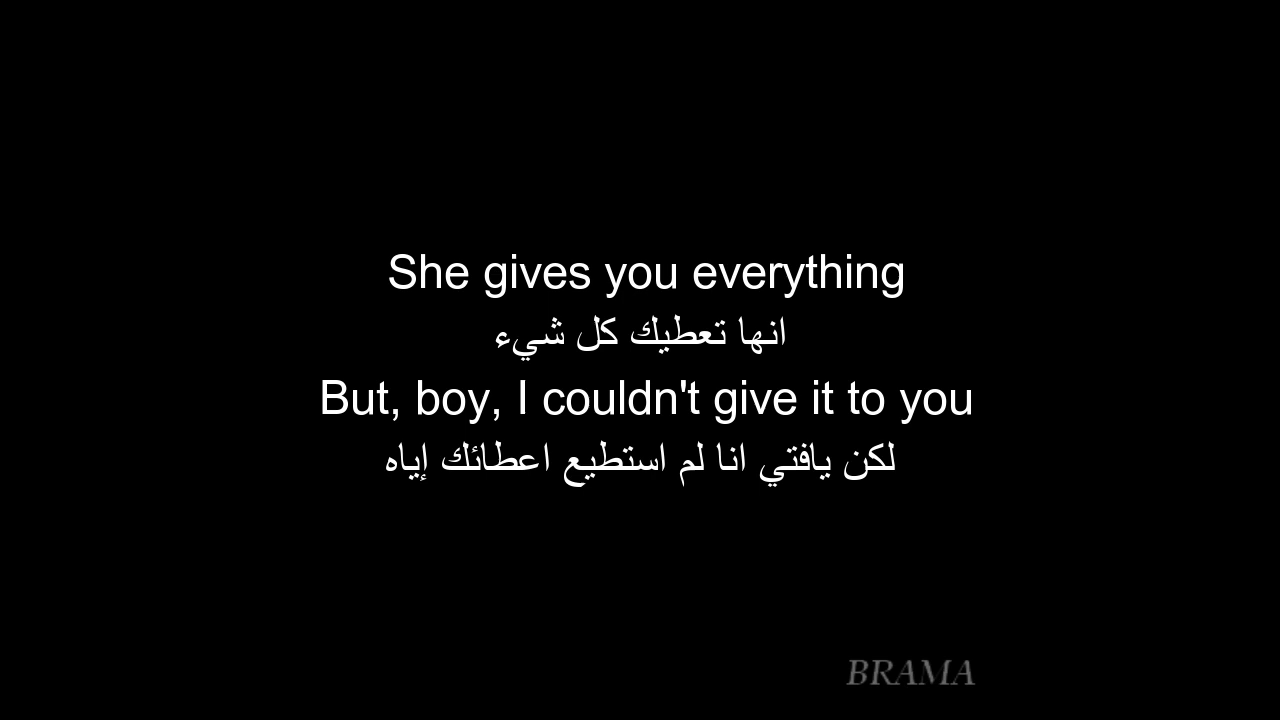 She gives you everything
انها تعطيك كل شيء
But, boy, I couldn't give it to you
لكن يافتي انا لم استطيع اعطائك إياه
BRAMA